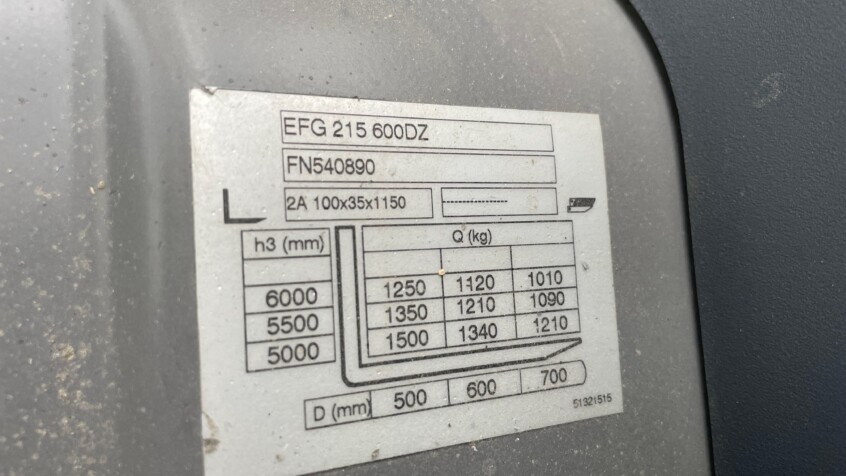 EFG 215 600DZ
FN540890
2A 100x35x1150 --------------------
h3 (mm) Q (kg)
6000 1250 1120 1010
5500 1350 1210 1090
5000 1500 1340 1210
D (mm) 500 600 700
51321515